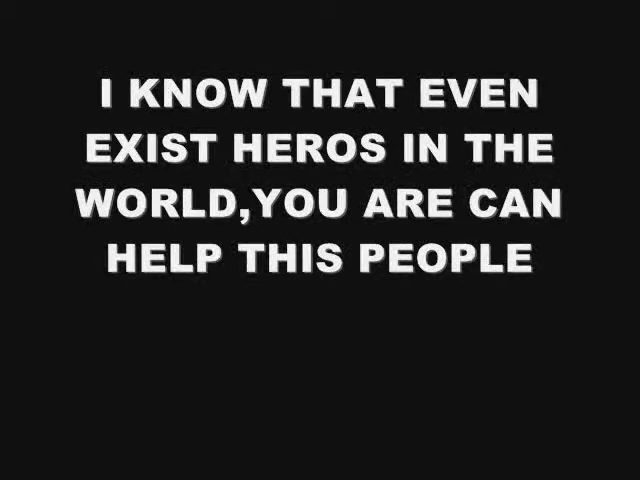 I KNOW THAT EVEN
EXIST HEROS IN THE
WORLD,YOU ARE CAN
HELP THIS PEOPLE